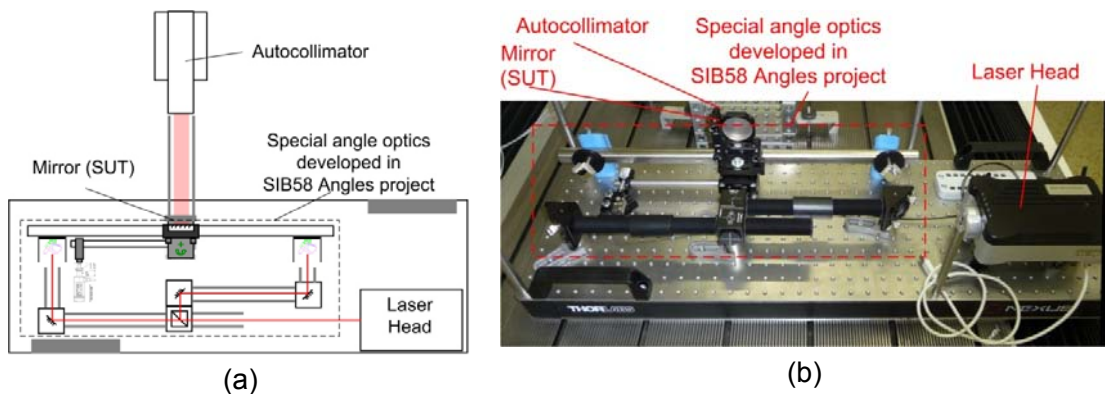 Autocollimator
Mirror (SUT)
Special angle optics
developed in
SIB58 Angles project
Laser
Head
(a)
Autocollimator
Mirror
(SUT)
Special angle optics
developed in
SIB58 Angles project
Laser Head
THORLABS
NEXUS
(b)